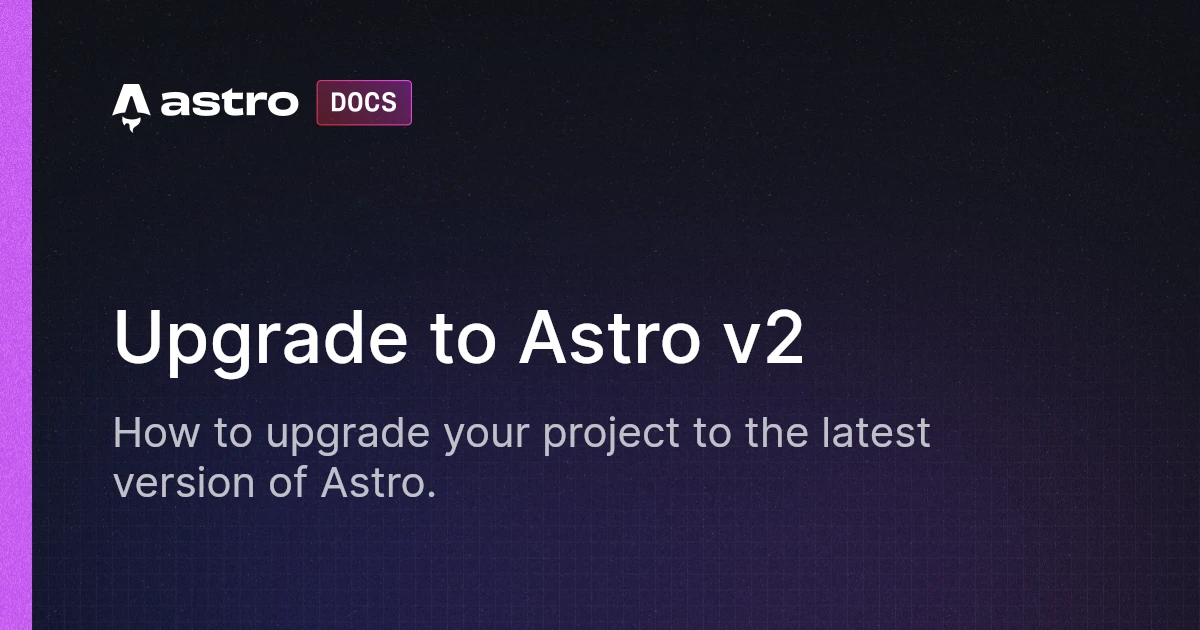 astro DOCS
Upgrade to Astro v2
How to upgrade your project to the latest
version of Astro.